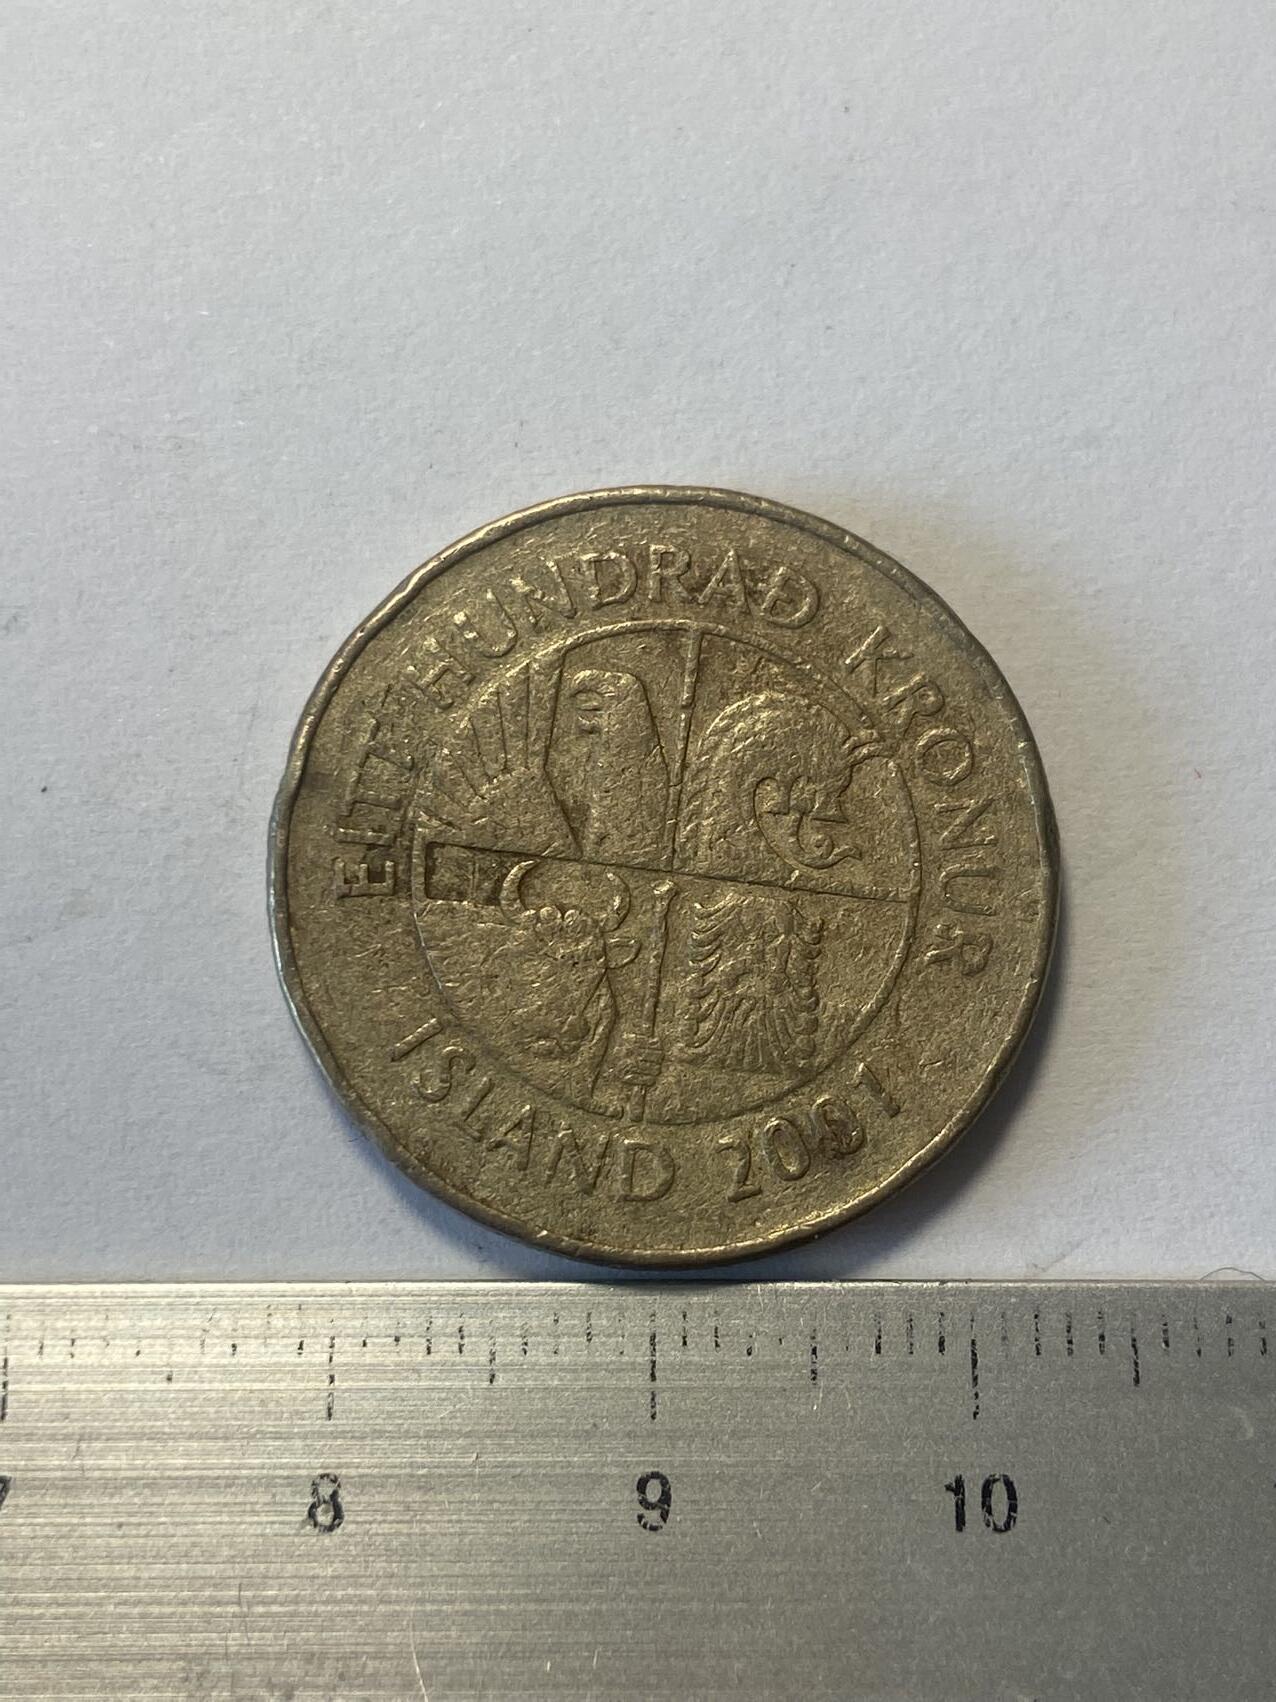 EITT HUNDRAÐ KRÓNUR
ÍSLAND 2001
8 9 10